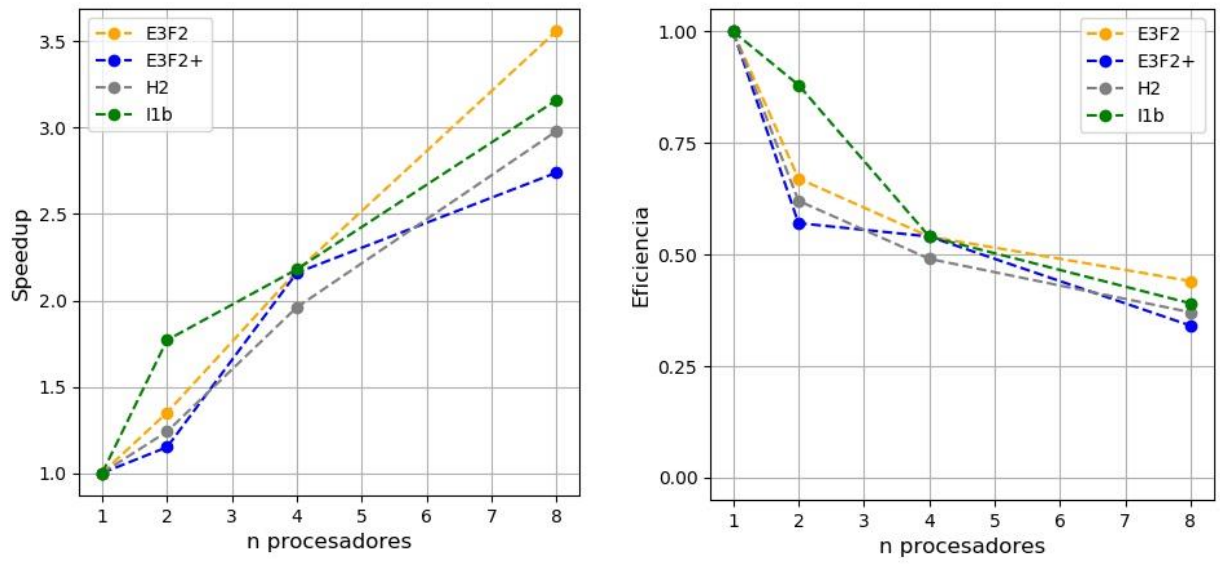 E3F2
E3F2+
H2
I1b
Speedup
3.5
3.0
2.5
2.0
1.5
1.0
1 2 3 4 5 6 7 8
n procesadores
E3F2
E3F2+
H2
I1b
Eficiencia
1.00
0.75
0.50
0.25
0.00
1 2 3 4 5 6 7 8
n procesadores